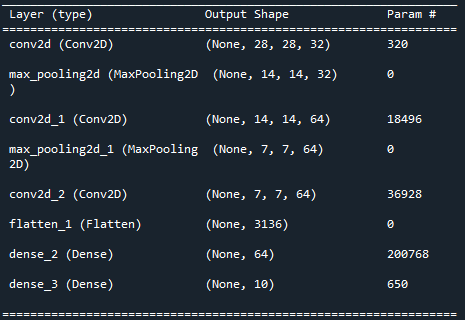 Layer (type) Output Shape Param #
=================================================================
conv2d (Conv2D) (None, 28, 28, 32) 320
max_pooling2d (MaxPooling2D (None, 14, 14, 32) 0
)
conv2d_1 (Conv2D) (None, 14, 14, 64) 18496
max_pooling2d_1 (MaxPooling (None, 7, 7, 64) 0
2D)
conv2d_2 (Conv2D) (None, 7, 7, 64) 36928
flatten_1 (Flatten) (None, 3136) 0
dense_2 (Dense) (None, 64) 200768
dense_3 (Dense) (None, 10) 650
=================================================================